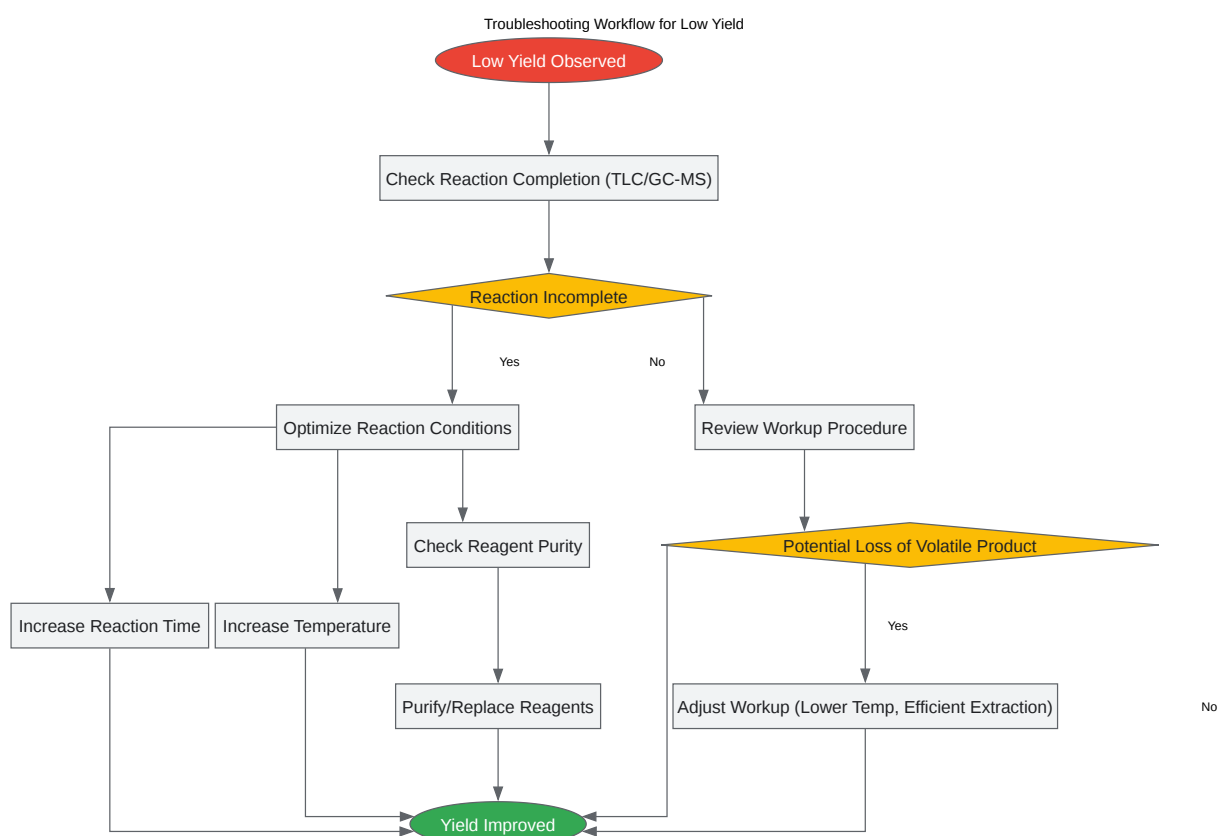 Troubleshooting Workflow for Low Yield
Low Yield Observed
Check Reaction Completion (TLC/GC-MS)
Reaction Incomplete
Yes
No
Optimize Reaction Conditions
Review Workup Procedure
Check Reagent Purity
Potential Loss of Volatile Product
Increase Reaction Time
Increase Temperature
Yes
Purify/Replace Reagents
Adjust Workup (Lower Temp, Efficient Extraction)
No
Yield Improved